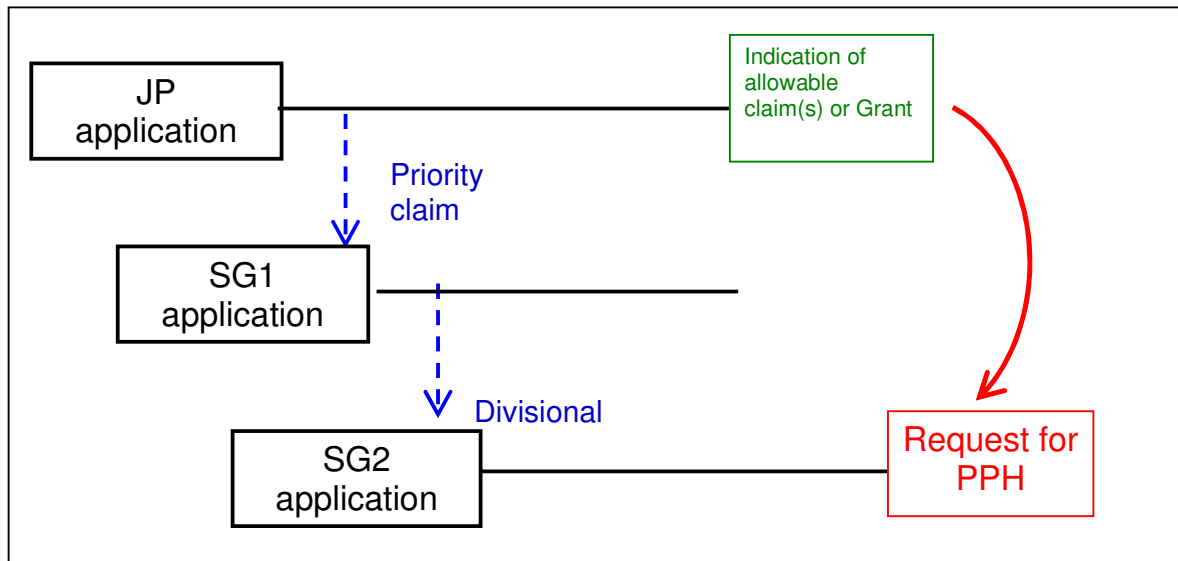 JP
application
Indication of
allowable
claim(s) or Grant
Priority
claim
SG1
application
Divisional
SG2
application
Request for
PPH